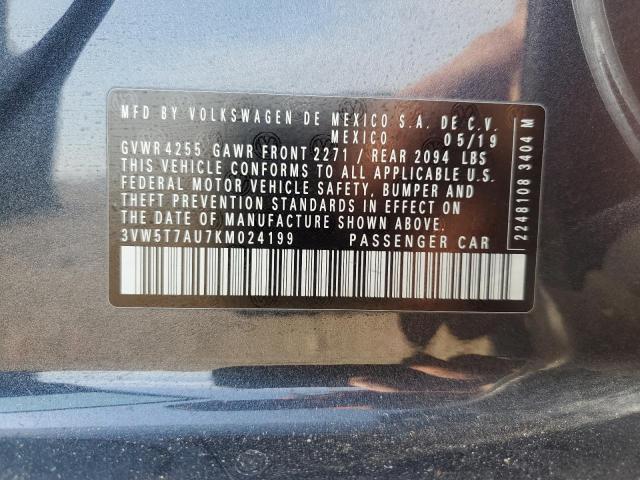 MFD BY VOLKSWAGEN DE MEXICO S.A. DE C.V.
MEXICO 05/19
GVWR 4255 GAWR FRONT 2271 / REAR 2094 LBS
THIS VEHICLE CONFORMS TO ALL APPLICABLE U.S.
FEDERAL MOTOR VEHICLE SAFETY, BUMPER AND
THEFT PREVENTION STANDARDS IN EFFECT ON
THE DATE OF MANUFACTURE SHOWN ABOVE.
3VW5T7AU7KM024199 PASSENGER CAR
2248108 3404 M